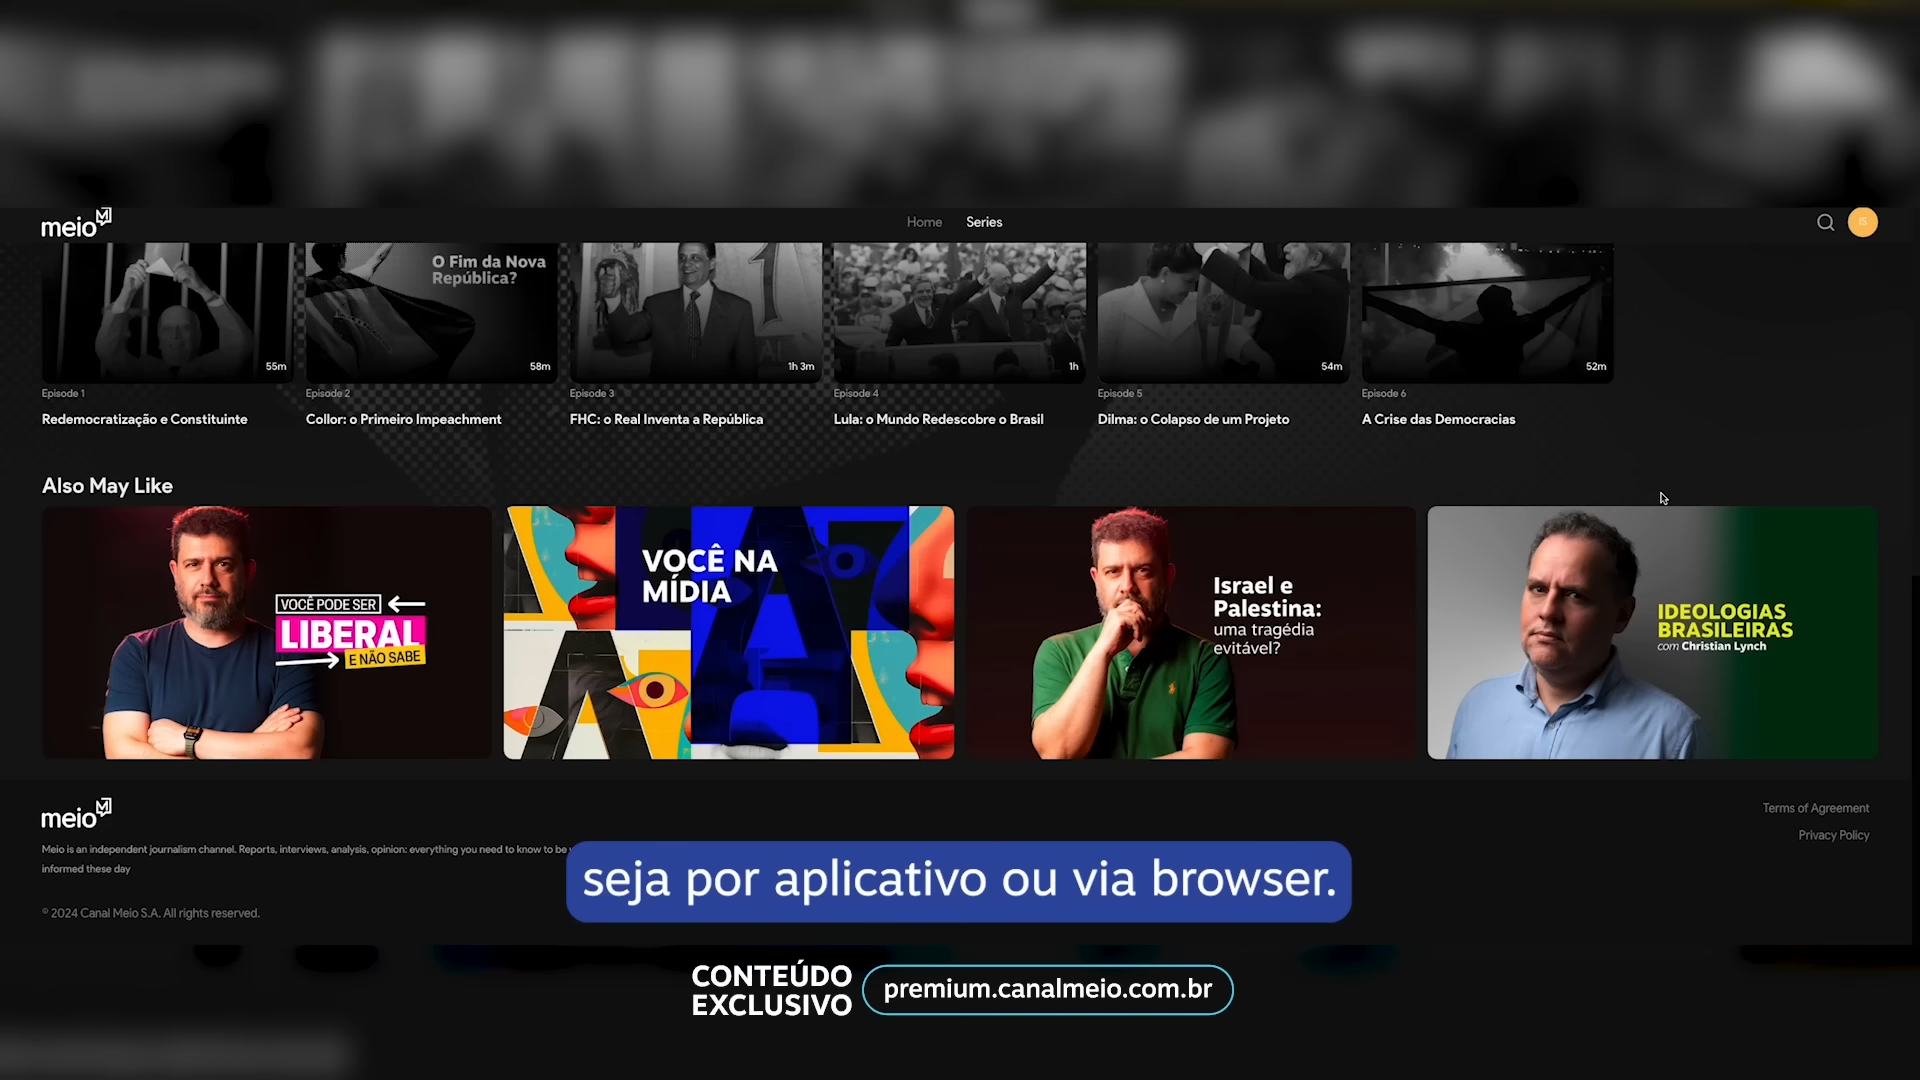 meio
Home
Series
O Fim da Nova
República?
55m
58m
1h 3m
1h
54m
52m
Episode 1
Episode 2
Episode 3
Episode 4
Episode 5
Episode 6
Redemocratização e Constituinte
Collor: o Primeiro Impeachment
FHC: o Real Inventa a República
Lula: o Mundo Redescobre o Brasil
Dilma: o Colapso de um Projeto
A Crise das Democracias
Also May Like
VOCÊ PODE SER
LIBERAL
E NÃO SABE
VOCÊ NA
MÍDIA
Israel e
Palestina:
uma tragédia
evitável?
IDEOLOGIAS
BRASILEIRAS
com Christian Lynch
meio
Terms of Agreement
Privacy Policy
Meio is an independent journalism channel. Reports, interviews, analysis, opinion: everything you need to know to be
informed these day
© 2024 Canal Meio S.A. All rights reserved.
seja por aplicativo ou via browser.
CONTEÚDO
EXCLUSIVO
premium.canalmeio.com.br